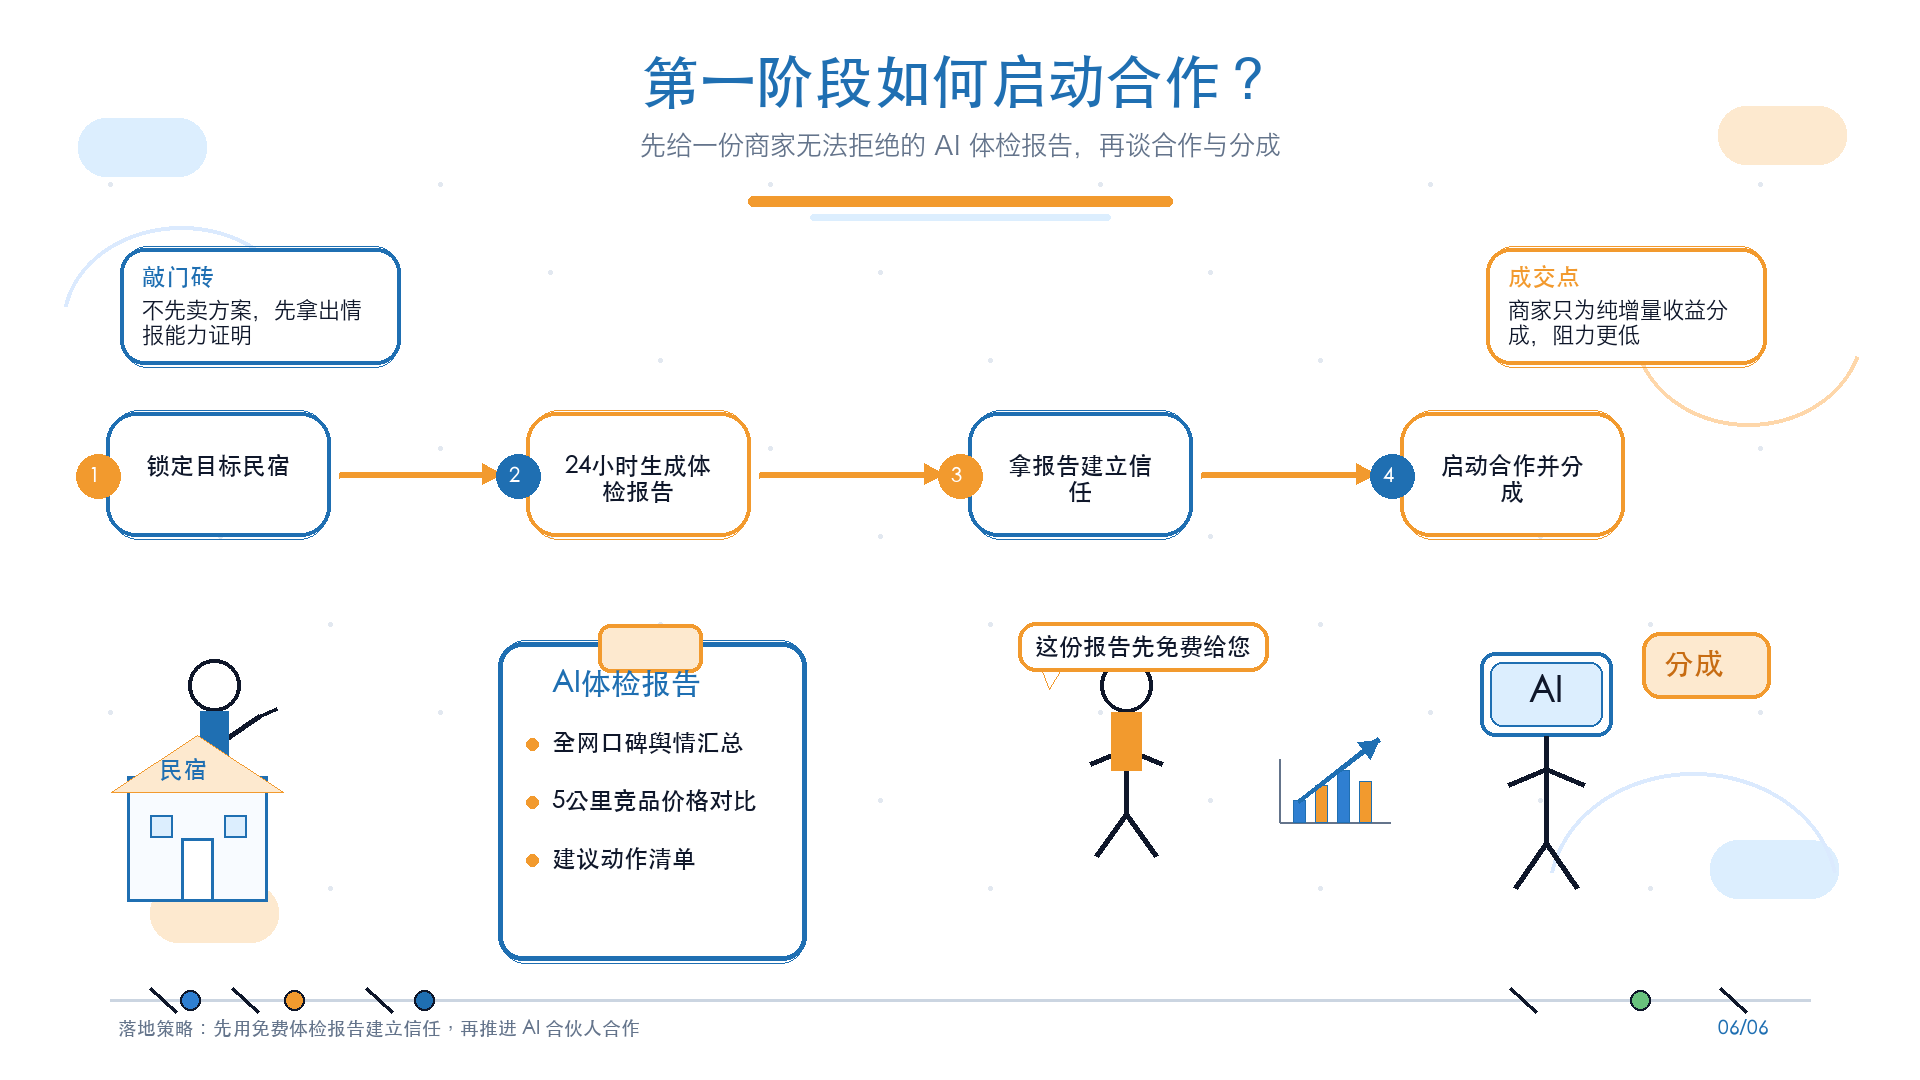 第一阶段如何启动合作？
先给一份商家无法拒绝的 AI 体检报告，再谈合作与分成
敲门砖
不先卖方案，先拿出情
报能力证明
成交点
商家只为纯增量收益分
成，阻力更低
1
锁定目标民宿
2
24小时生成体
检报告
3
拿报告建立信
任
4
启动合作并分
成
民宿
AI体检报告
全网口碑舆情汇总
5公里竞品价格对比
建议动作清单
这份报告先免费给您
AI
分成
落地策略：先用免费体检报告建立信任，再推进 AI 合伙人合作
06/06